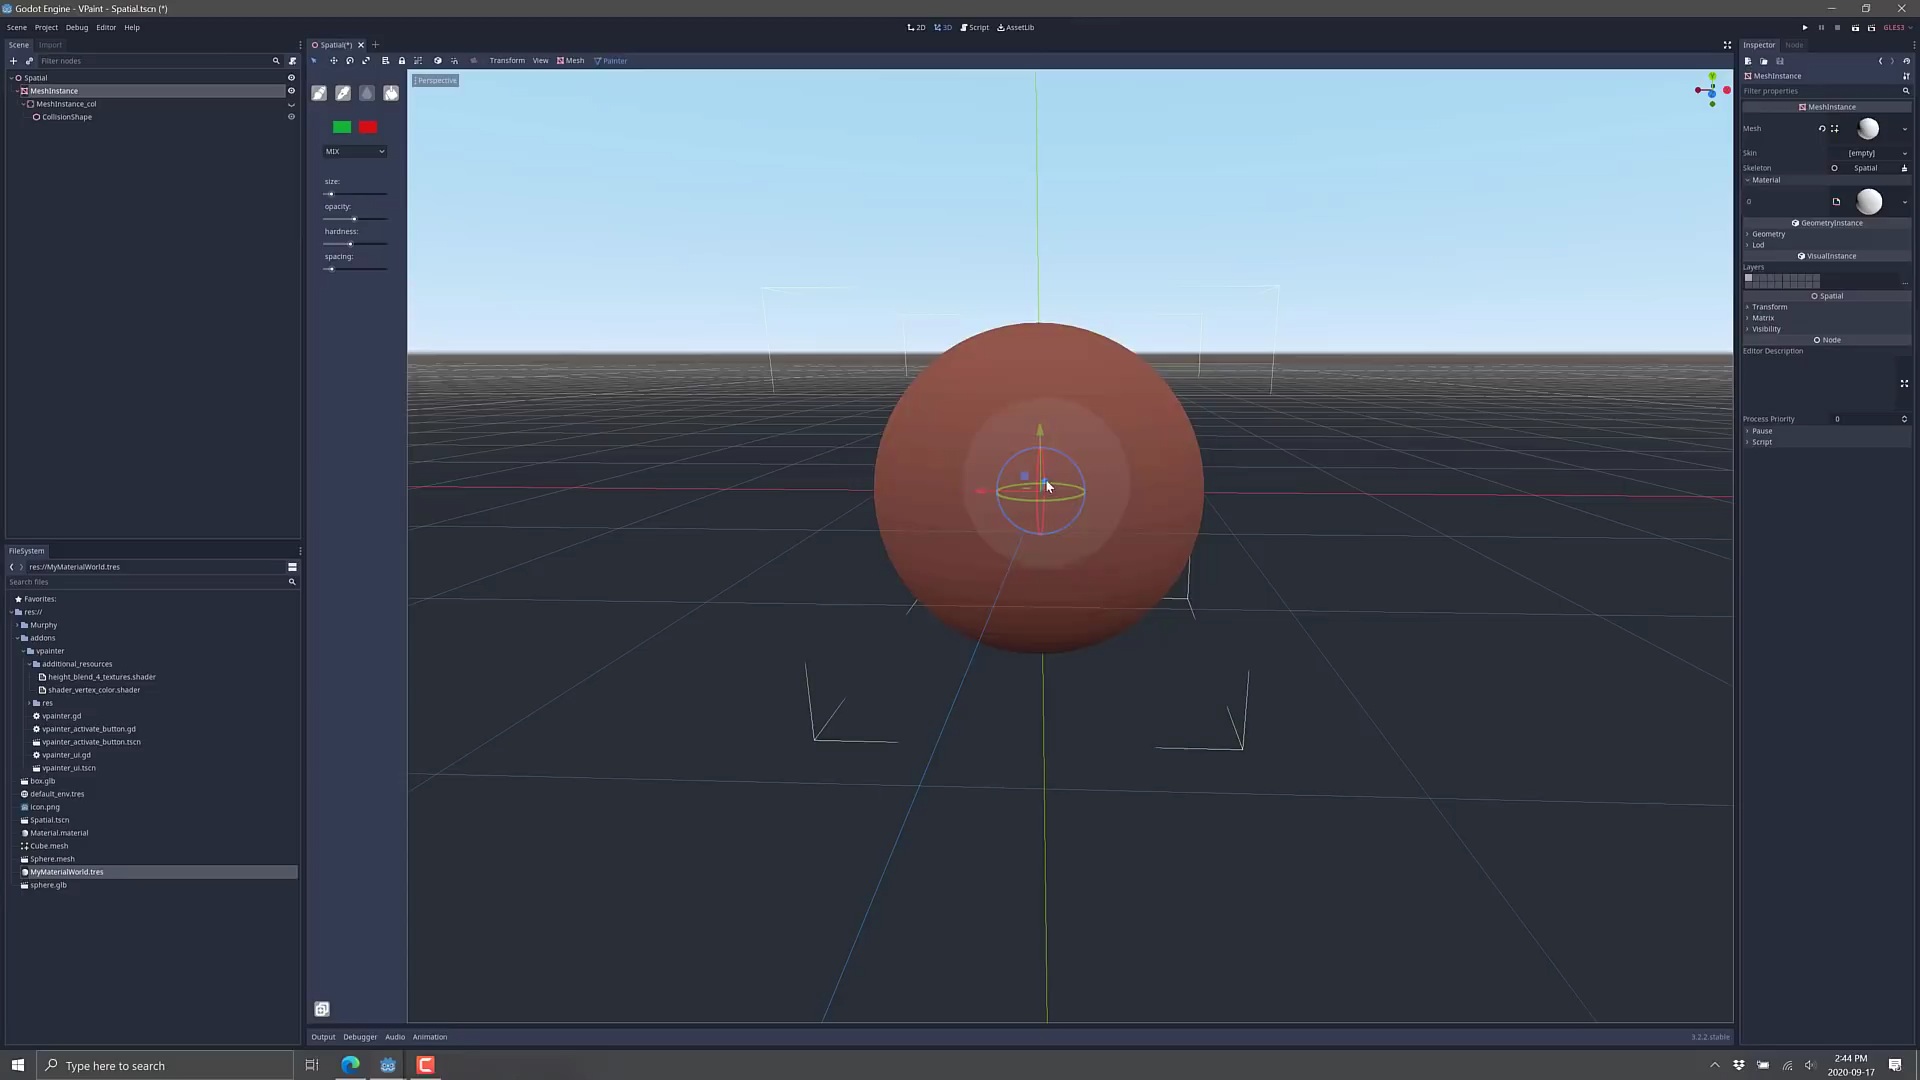 Godot Engine - VPaint - Spatial.tscn (*)
Scene Project Debug Editor Help
2D 3D Script AssetLib
GLES3
Scene Import
Filter nodes
Spatial
MeshInstance
MeshInstance_col
CollisionShape
Spatial(*)
Transform View Mesh Painter
Perspective
MIX
size:
opacity:
hardness:
spacing:
Inspector Node
MeshInstance
Filter properties
MeshInstance
Mesh
Skin [empty]
Skeleton Spatial
Material
0
GeometryInstance
Geometry
Lod
VisualInstance
Layers
Spatial
Transform
Matrix
Visibility
Node
Editor Description
Process Priority 0
Pause
Script
FileSystem
res://MyMaterialWorld.tres
Search files
Favorites:
res://
Murphy
addons
vpainter
additional_resources
height_blend_4_textures.shader
shader_vertex_color.shader
res
vpainter.gd
vpainter_activate_button.gd
vpainter_activate_button.tscn
vpainter_ui.gd
vpainter_ui.tscn
box.glb
default_env.tres
icon.png
Spatial.tscn
Material.material
Cube.mesh
Sphere.mesh
MyMaterialWorld.tres
sphere.glb
Output Debugger Audio Animation
3.2.2.stable
Type here to search
2:44 PM
2020-09-17